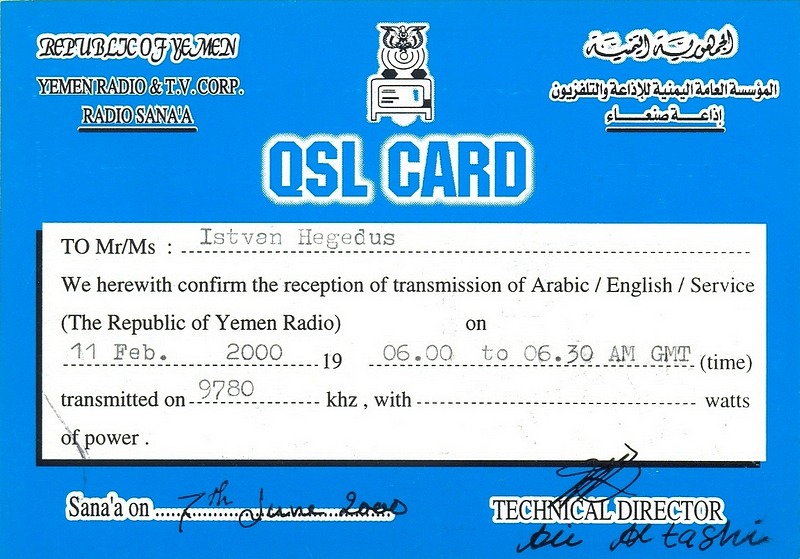 REPUBLIC OF YEMEN
YEMEN RADIO & T.V. CORP.
RADIO SANA'A
الجمهورية اليمنية
المؤسسة العامة اليمنية للإذاعة والتلفزيون
إذاعة صنعاء
QSL CARD
TO Mr/Ms : Istvan Hegedus
We herewith confirm the reception of transmission of Arabic / English / Service
(The Republic of Yemen Radio) on
11 Feb. 2000 19 06.00 to 06.30 AM GMT (time)
transmitted on 9780 khz , with watts
of power .
Sana'a on 7th June 2000
TECHNICAL DIRECTOR
Ali Al tashi